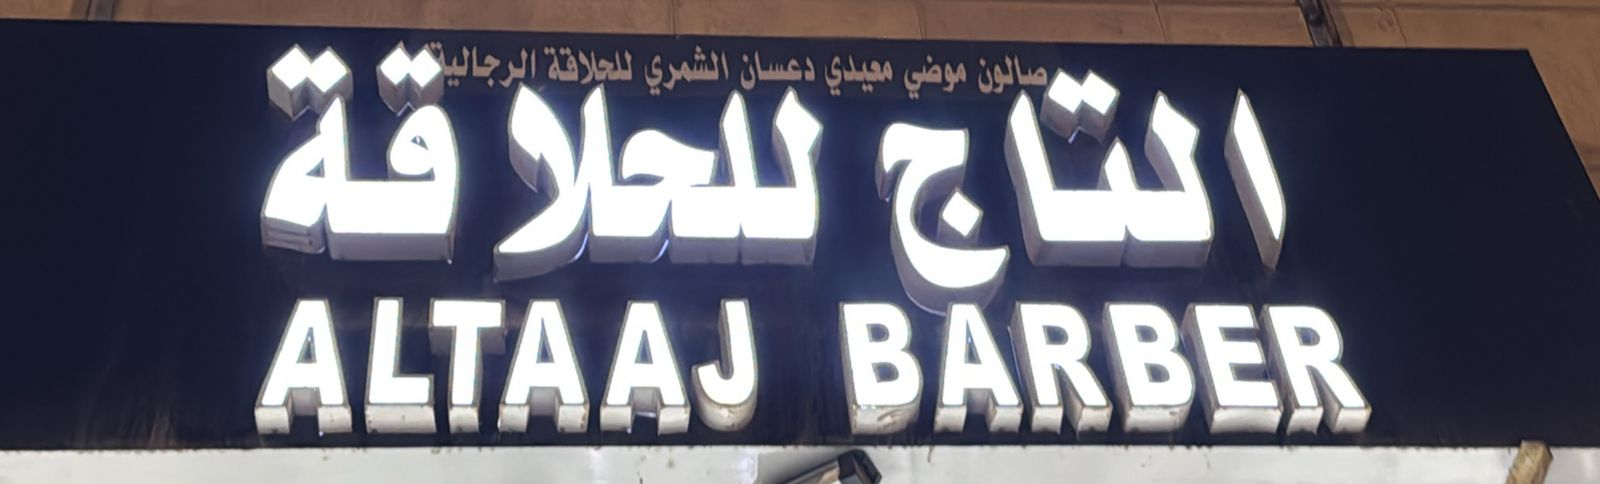 صالون موضي معيدي دعسان الشمري للحلاقة الرجالية
التاج للحلاقة
ALTAAJ BARBER